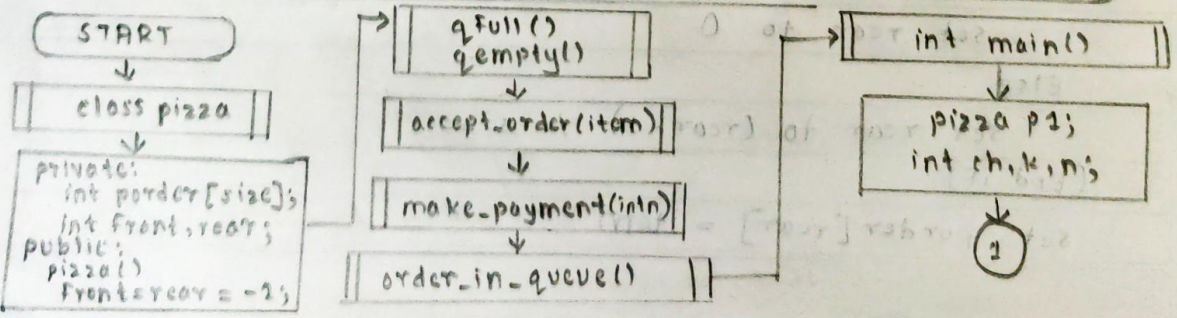 START
class pizza
private:
int porder[size];
int front, rear;
public:
pizza()
front=rear = -1;
qfull()
qempty()
accept_order(item)
make_payment(int n)
order_in_queue()
int main()
pizza p1;
int ch, k, n;
1